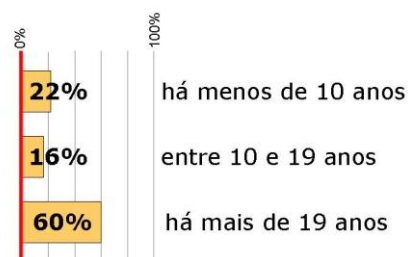 0% 100%
22% há menos de 10 anos
16% entre 10 e 19 anos
60% há mais de 19 anos